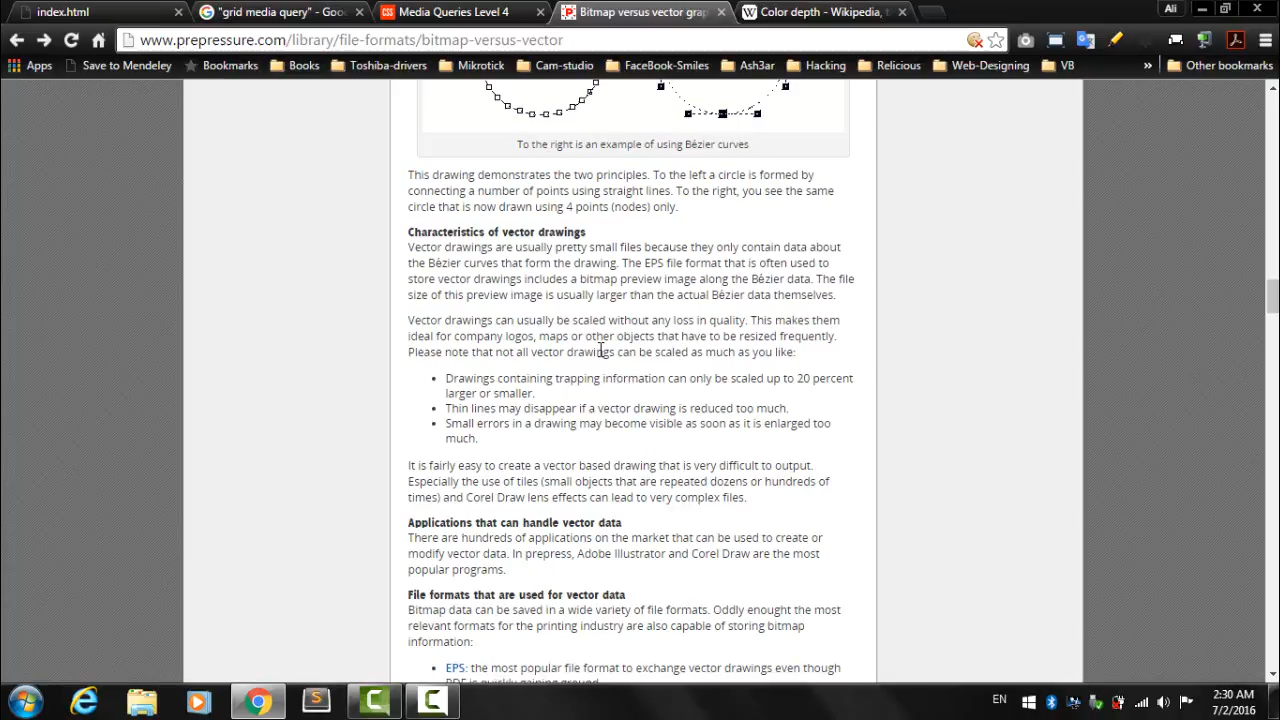 index.html
"grid media query" - Goo
Media Queries Level 4
Bitmap versus vector grap
Color depth - Wikipedia, t
Ali
www.prepressure.com/library/file-formats/bitmap-versus-vector
Apps
Save to Mendeley
Bookmarks
Books
Toshiba-drivers
Mikrotick
Cam-studio
FaceBook-Smiles
Ash3ar
Hacking
Relicious
Web-Designing
VB
»
Other bookmarks
To the right is an example of using Bézier curves
This drawing demonstrates the two principles. To the left a circle is formed by
connecting a number of points using straight lines. To the right, you see the same
circle that is now drawn using 4 points (nodes) only.
Characteristics of vector drawings
Vector drawings are usually pretty small files because they only contain data about
the Bézier curves that form the drawing. The EPS file format that is often used to
store vector drawings includes a bitmap preview image along the Bézier data. The file
size of this preview image is usually larger than the actual Bézier data themselves.
Vector drawings can usually be scaled without any loss in quality. This makes them
ideal for company logos, maps or other objects that have to be resized frequently.
Please note that not all vector drawings can be scaled as much as you like:
• Drawings containing trapping information can only be scaled up to 20 percent
larger or smaller.
• Thin lines may disappear if a vector drawing is reduced too much.
• Small errors in a drawing may become visible as soon as it is enlarged too
much.
It is fairly easy to create a vector based drawing that is very difficult to output.
Especially the use of tiles (small objects that are repeated dozens or hundreds of
times) and Corel Draw lens effects can lead to very complex files.
Applications that can handle vector data
There are hundreds of applications on the market that can be used to create or
modify vector data. In prepress, Adobe Illustrator and Corel Draw are the most
popular programs.
File formats that are used for vector data
Bitmap data can be saved in a wide variety of file formats. Oddly enought the most
relevant formats for the printing industry are also capable of storing bitmap
information:
• EPS: the most popular file format to exchange vector drawings even though
PDF is quickly gaining ground.
EN
2:30 AM
7/2/2016